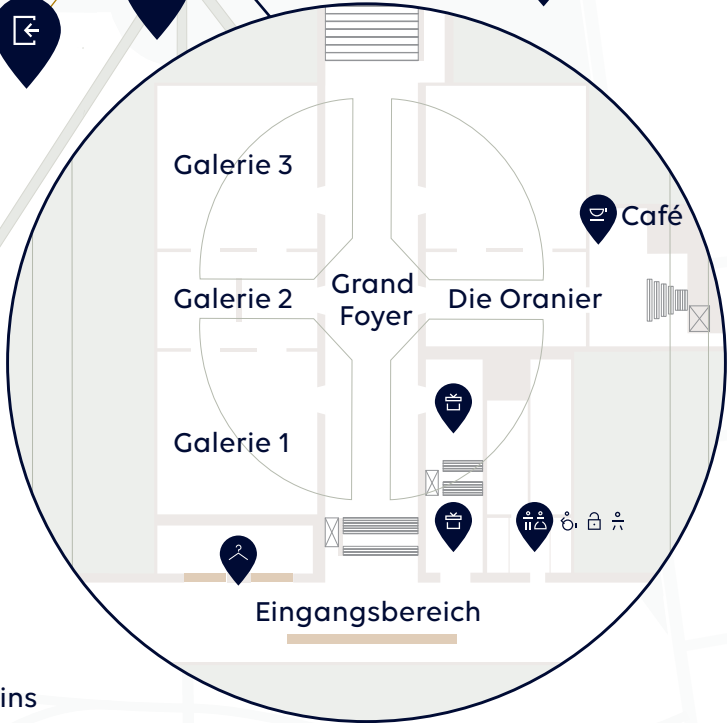 Galerie 3
Café
Grand
Foyer
Galerie 2
Die Oranier
Galerie 1
Eingangsbereich
ins